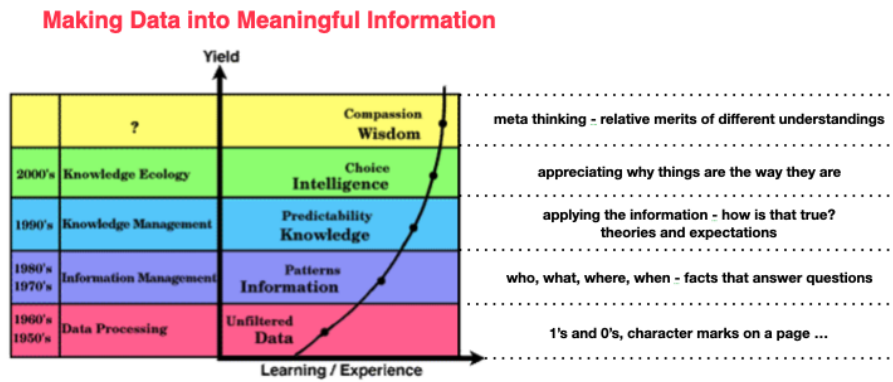 Making Data into Meaningful Information
Yield
?
Compassion
Wisdom
meta thinking - relative merits of different understandings
2000's Knowledge Ecology
Choice
Intelligence
appreciating why things are the way they are
1990's Knowledge Management
Predictability
Knowledge
applying the information - how is that true?
theories and expectations
1980's
1970's
Information Management
Patterns
Information
who, what, where, when - facts that answer questions
1960's
1950's
Data Processing
Unfiltered
Data
1's and 0's, character marks on a page ...
Learning / Experience